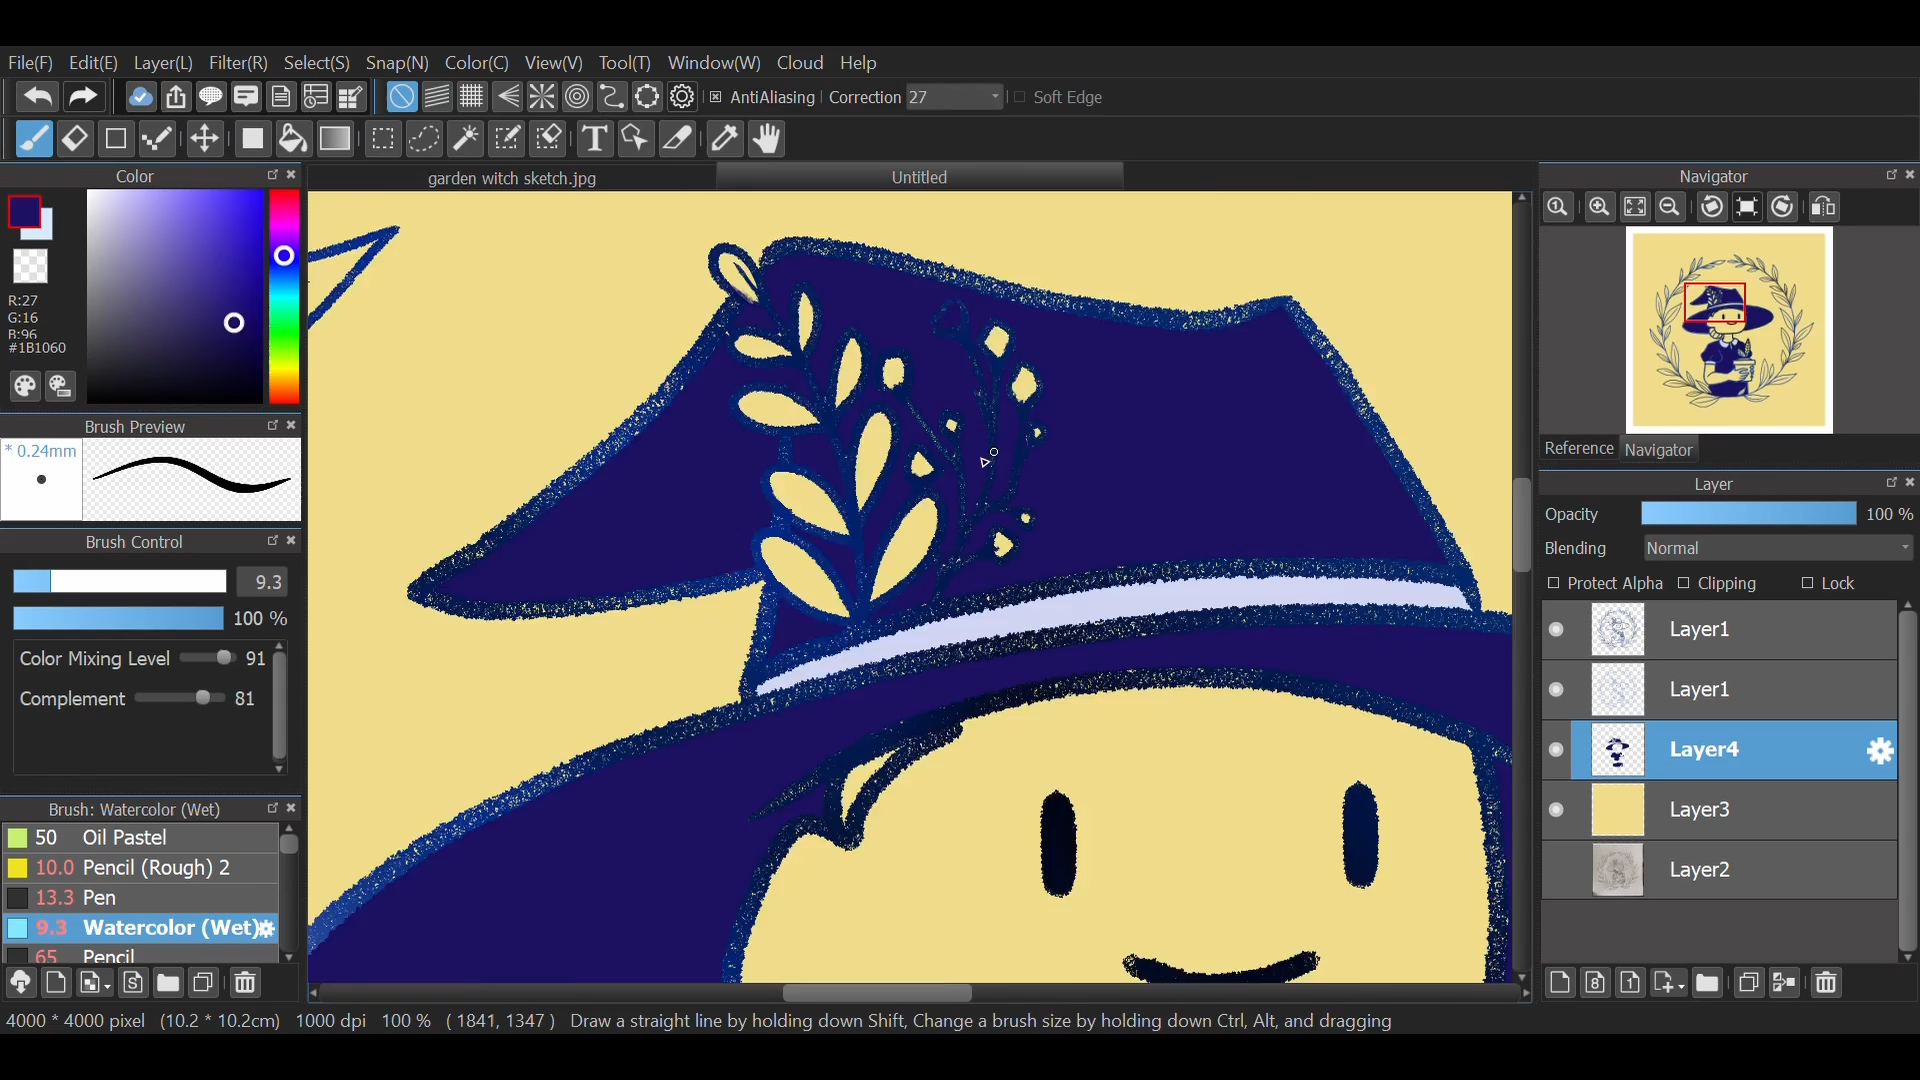 File(F) Edit(E) Layer(L) Filter(R) Select(S) Snap(N) Color(C) View(V) Tool(T) Window(W) Cloud Help
AntiAliasing Correction 27 Soft Edge
T
Color
garden witch sketch.jpg
Untitled
Navigator
R:27
G:16
B:96
#1B1060
Brush Preview
* 0.24mm
Reference Navigator
Layer
Opacity 100 %
Brush Control
Blending Normal
9.3
Protect Alpha Clipping Lock
100 %
Layer1
Color Mixing Level 91
Layer1
Complement 81
Layer4
Layer3
Brush: Watercolor (Wet)
50 Oil Pastel
10.0 Pencil (Rough) 2
Layer2
13.3 Pen
9.3 Watercolor (Wet)
65 Pencil
S
8 1
4000 * 4000 pixel (10.2 * 10.2cm) 1000 dpi 100 % ( 1841, 1347 ) Draw a straight line by holding down Shift, Change a brush size by holding down Ctrl, Alt, and dragging